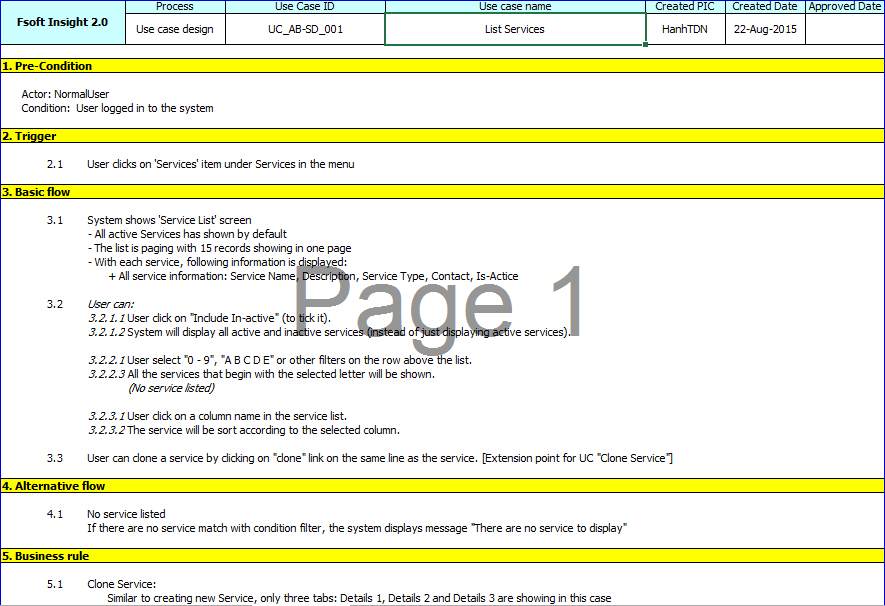 Fsoft Insight 2.0
Process Use Case ID Use case name Created PIC Created Date Approved Date
Use case design UC_AB-SD_001 List Services HanhTDN 22-Aug-2015
1. Pre-Condition
Actor: NormalUser
Condition: User logged in to the system
2. Trigger
2.1 User clicks on 'Services' item under Services in the menu
3. Basic flow
3.1 System shows 'Service List' screen
- All active Services has shown by default
- The list is paging with 15 records showing in one page
- With each service, following information is displayed:
+ All service information: Service Name, Description, Service Type, Contact, Is-Actice
Page 1
3.2 User can:
3.2.1.1 User click on "Include In-active" (to tick it).
3.2.1.2 System will display all active and inactive services (instead of just displaying active services).
3.2.2.1 User select "0 - 9", "A B C D E" or other filters on the row above the list.
3.2.2.3 All the services that begin with the selected letter will be shown.
(No service listed)
3.2.3.1 User click on a column name in the service list.
3.2.3.2 The service will be sort according to the selected column.
3.3 User can clone a service by clicking on "clone" link on the same line as the service. [Extension point for UC "Clone Service"]
4. Alternative flow
4.1 No service listed
If there are no service match with condition filter, the system displays message "There are no service to display"
5. Business rule
5.1 Clone Service:
Similar to creating new Service, only three tabs: Details 1, Details 2 and Details 3 are showing in this case